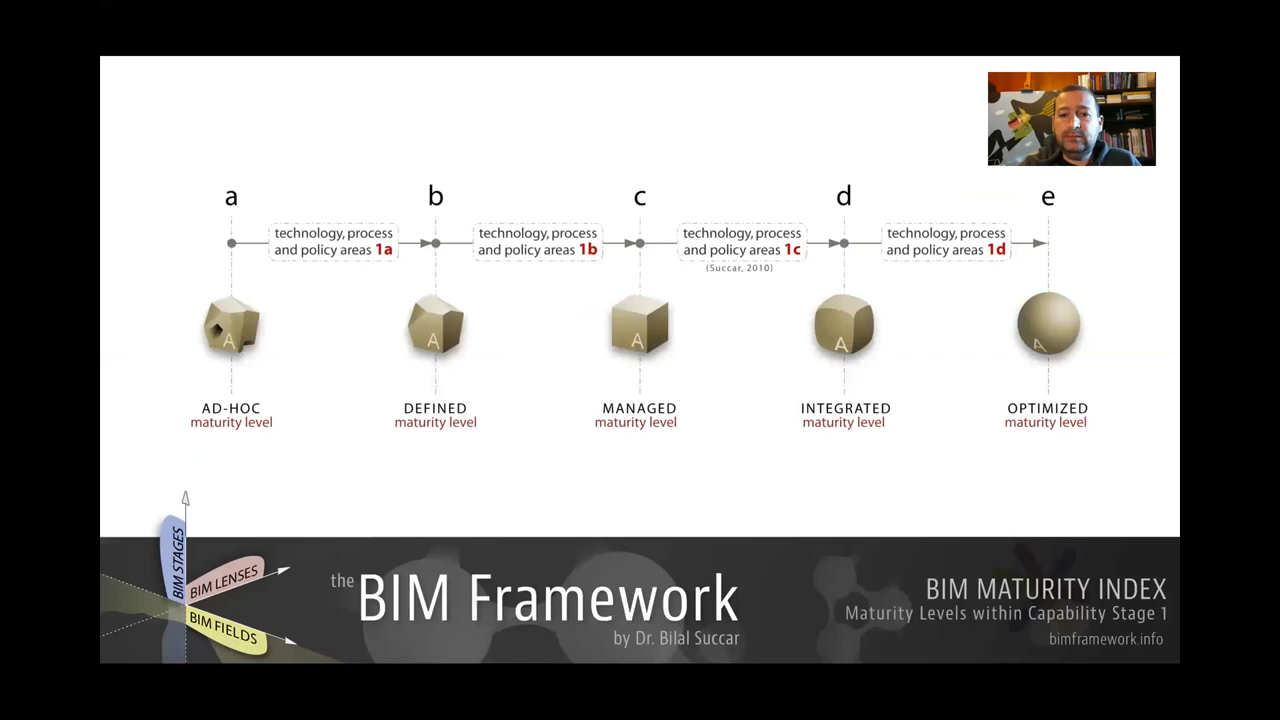 a
b
c
d
e
technology, process
and policy areas 1a
technology, process
and policy areas 1b
technology, process
and policy areas 1c
(Succar, 2010)
technology, process
and policy areas 1d
A
A
A
A
A
AD-HOC
maturity level
DEFINED
maturity level
MANAGED
maturity level
INTEGRATED
maturity level
OPTIMIZED
maturity level
BIM STAGES
BIM LENSES
BIM FIELDS
the BIM Framework
by Dr. Bilal Succar
BIM MATURITY INDEX
Maturity Levels within Capability Stage 1
bimframework.info